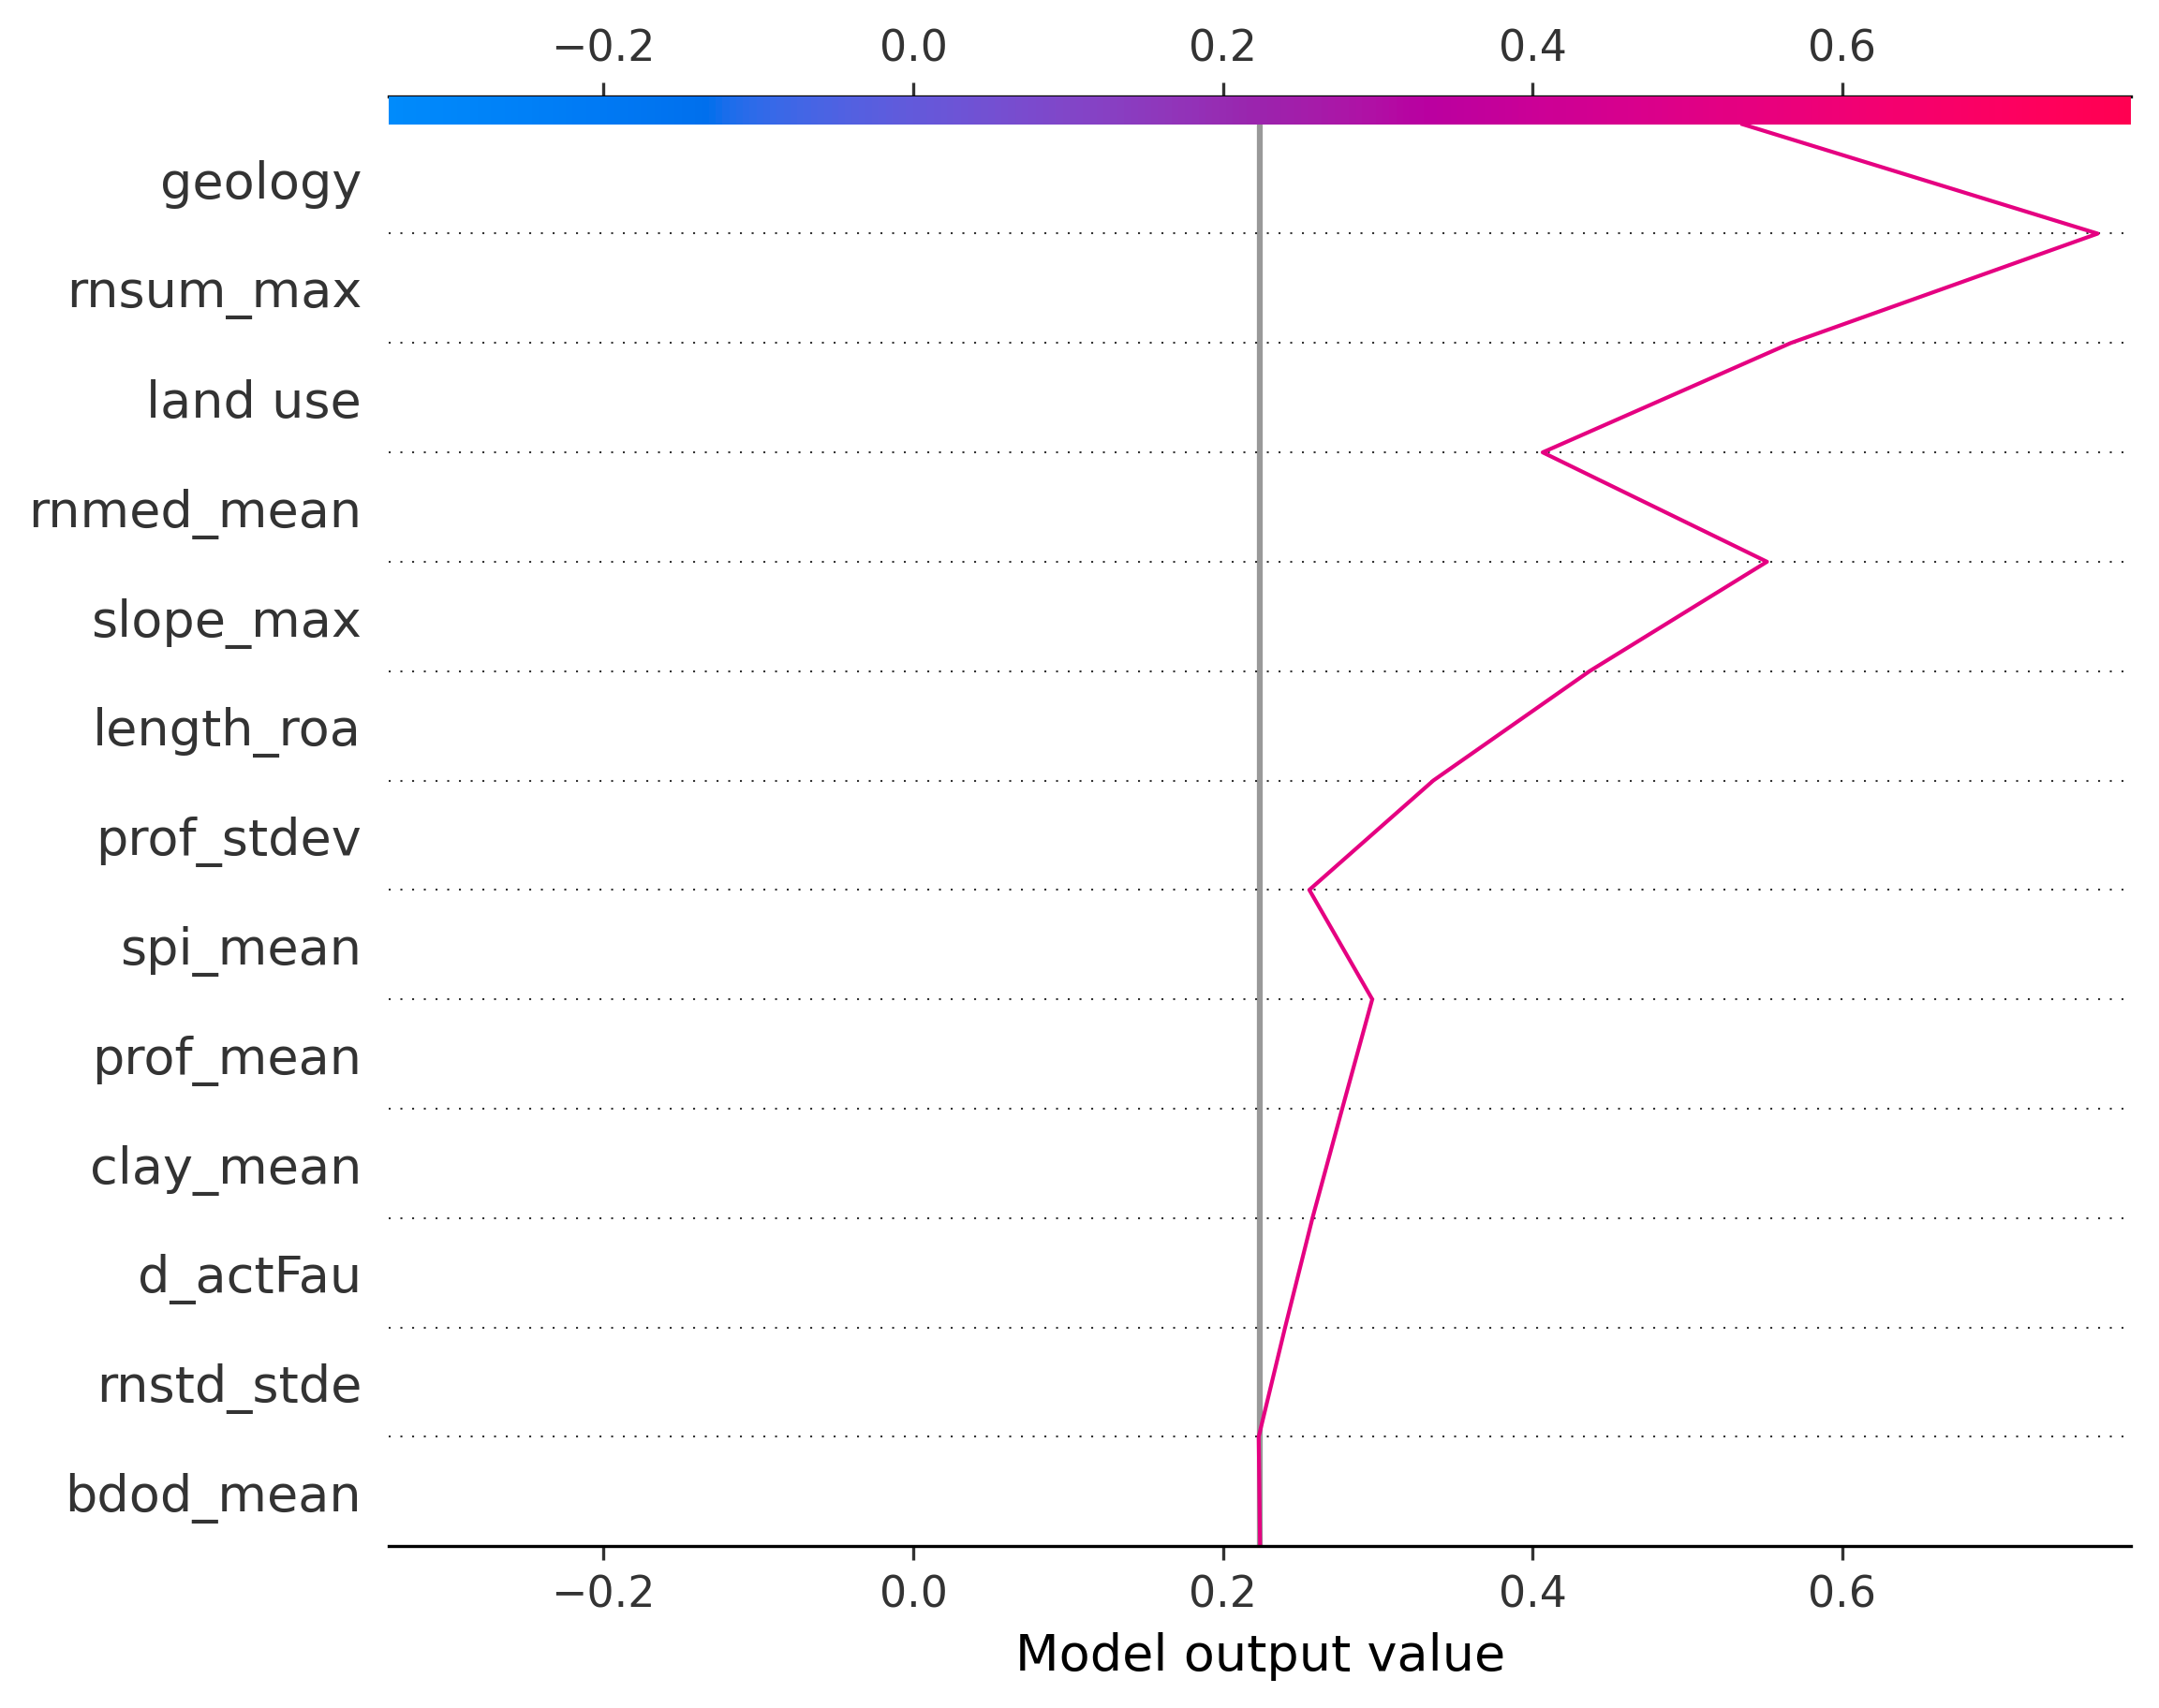 −0.2 0.0 0.2 0.4 0.6
geology
rnsum_max
land use
rnmed_mean
slope_max
length_roa
prof_stdev
spi_mean
prof_mean
clay_mean
d_actFau
rnstd_stde
bdod_mean
−0.2 0.0 0.2 0.4 0.6
Model output value